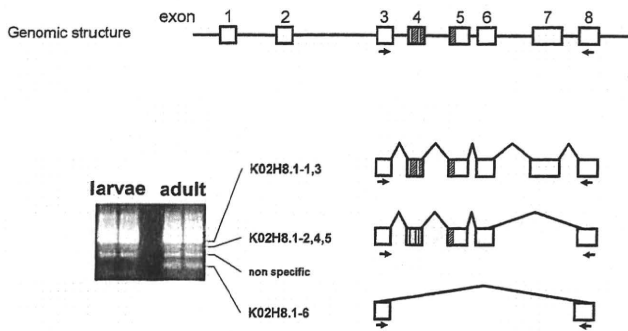 exon 1 2 3 4 5 6 7 8
Genomic structure
larvae adult
K02H8.1-1,3
K02H8.1-2,4,5
non specific
K02H8.1-6